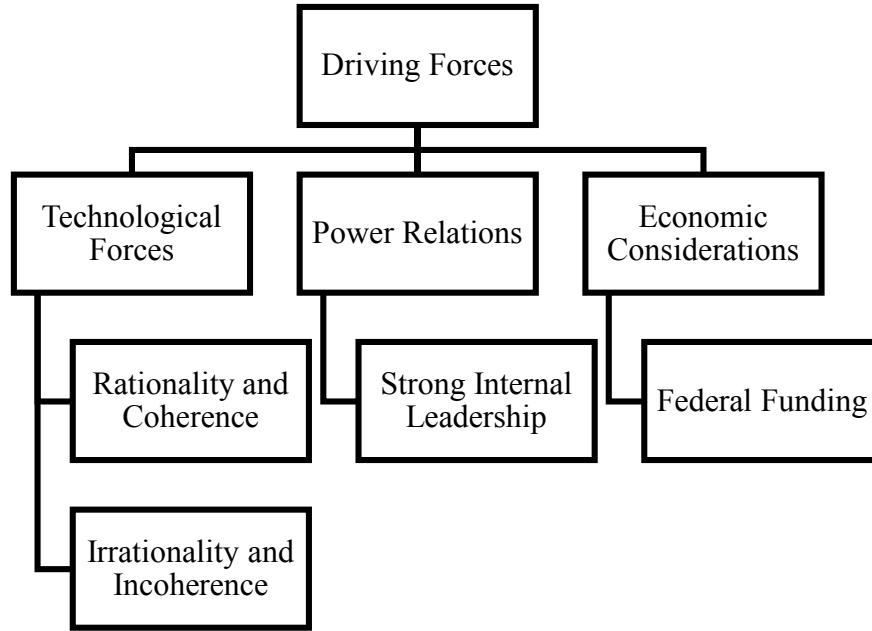 Driving Forces
Technological
Forces
Power Relations
Economic
Considerations
Rationality and
Coherence
Strong Internal
Leadership
Federal Funding
Irrationality and
Incoherence